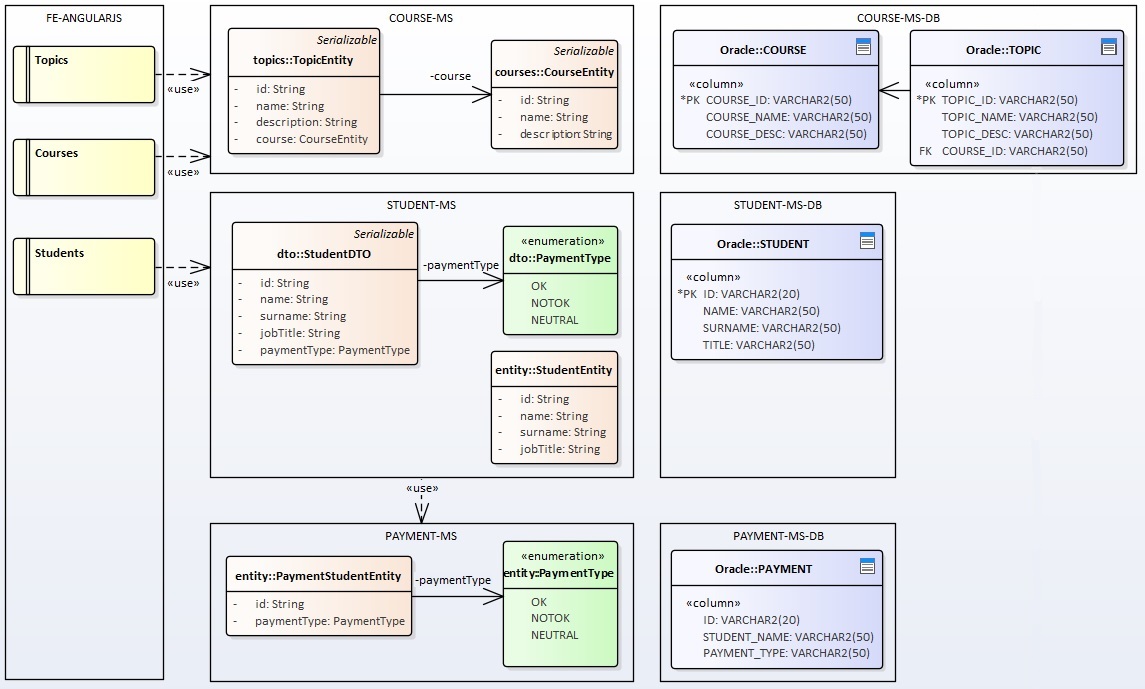 FE-ANGULARJS
Topics
«use»
Courses
«use»
Students
«use»
COURSE-MS
Serializable
topics::TopicEntity
- id: String
- name: String
- description: String
- course: CourseEntity
-course
Serializable
courses::CourseEntity
- id: String
- name: String
- description: String
COURSE-MS-DB
Oracle::COURSE
«column»
*PK COURSE_ID: VARCHAR2(50)
COURSE_NAME: VARCHAR2(50)
COURSE_DESC: VARCHAR2(50)
Oracle::TOPIC
«column»
*PK TOPIC_ID: VARCHAR2(50)
TOPIC_NAME: VARCHAR2(50)
TOPIC_DESC: VARCHAR2(50)
FK COURSE_ID: VARCHAR2(50)
STUDENT-MS
Serializable
dto::StudentDTO
- id: String
- name: String
- surname: String
- jobTitle: String
- paymentType: PaymentType
-paymentType
«enumeration»
dto::PaymentType
OK
NOTOK
NEUTRAL
entity::StudentEntity
- id: String
- name: String
- surname: String
- jobTitle: String
STUDENT-MS-DB
Oracle::STUDENT
«column»
*PK ID: VARCHAR2(20)
NAME: VARCHAR2(50)
SURNAME: VARCHAR2(50)
TITLE: VARCHAR2(50)
«use»
PAYMENT-MS
entity::PaymentStudentEntity
- id: String
- paymentType: PaymentType
-paymentType
«enumeration»
entity::PaymentType
OK
NOTOK
NEUTRAL
PAYMENT-MS-DB
Oracle::PAYMENT
«column»
ID: VARCHAR2(20)
STUDENT_NAME: VARCHAR2(50)
PAYMENT_TYPE: VARCHAR2(50)